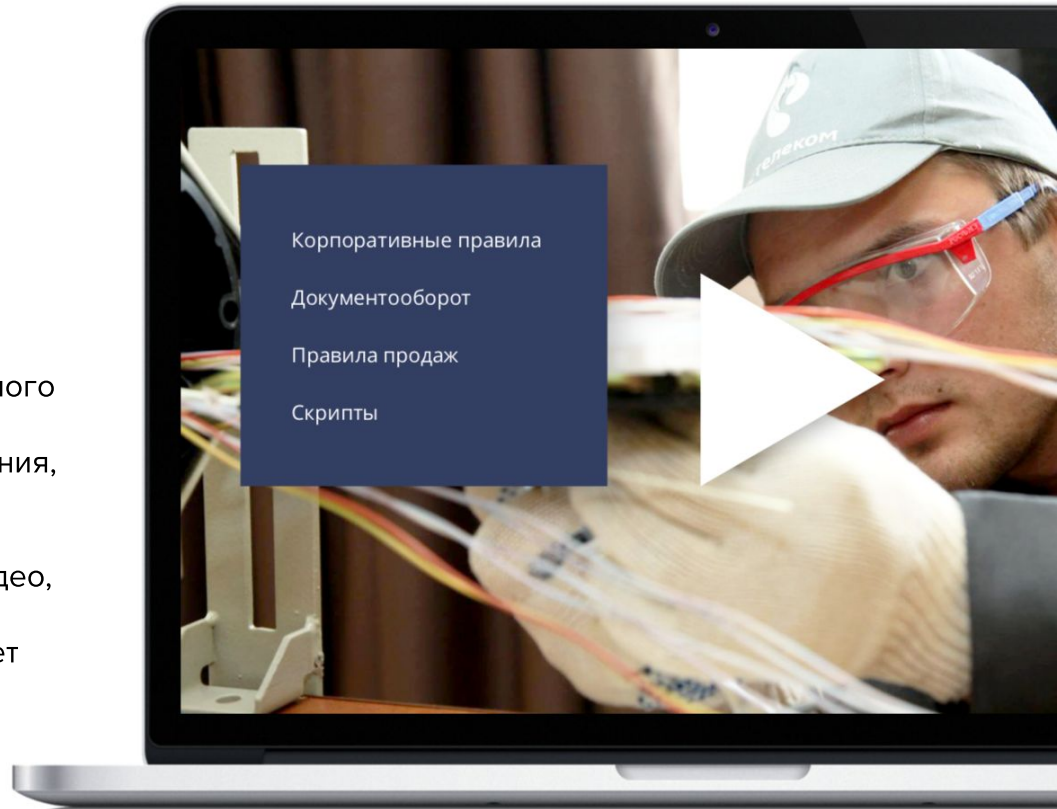 ного
ния,
део,
ет
Корпоративные правила
Документооборот
Правила продаж
Скрипты
телеком